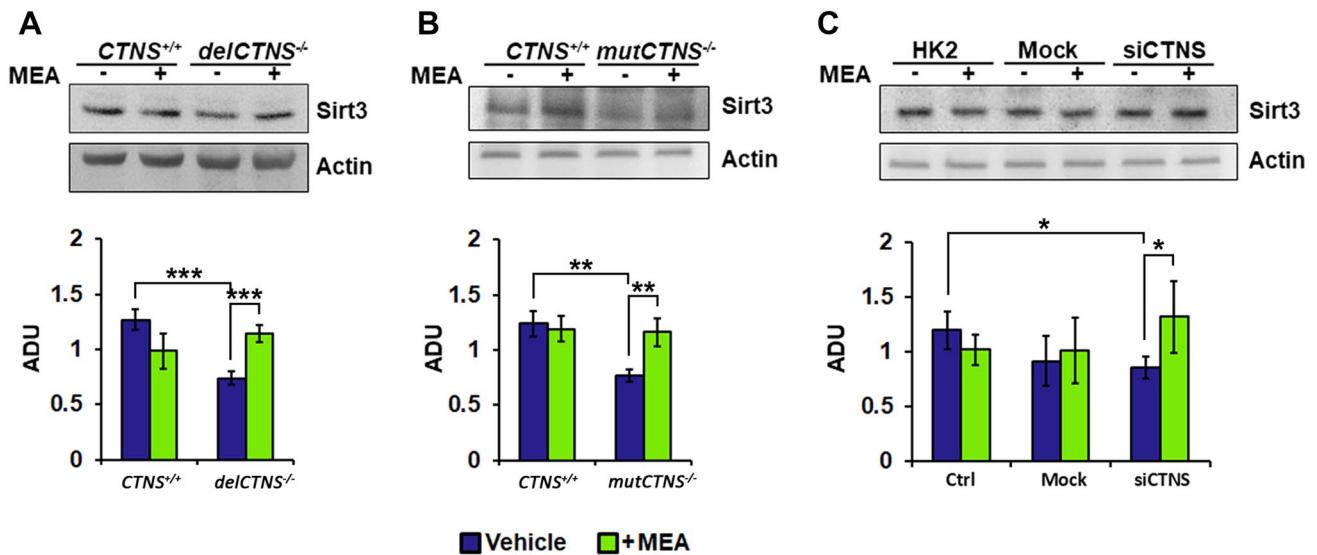 A
CTNS+/+ delCTNS-/-
MEA - + - +
Sirt3
Actin
2
1.5
1
0.5
0
ADU
***
***
CTNS+/+ delCTNS-/-
B
CTNS+/+ mutCTNS-/-
MEA - + - +
Sirt3
Actin
2
1.5
1
0.5
0
ADU
**
**
CTNS+/+ mutCTNS-/-
C
HK2 Mock siCTNS
MEA - + - + - +
Sirt3
Actin
2
1.5
1
0.5
0
ADU
*
*
Ctrl Mock siCTNS
Vehicle +MEA